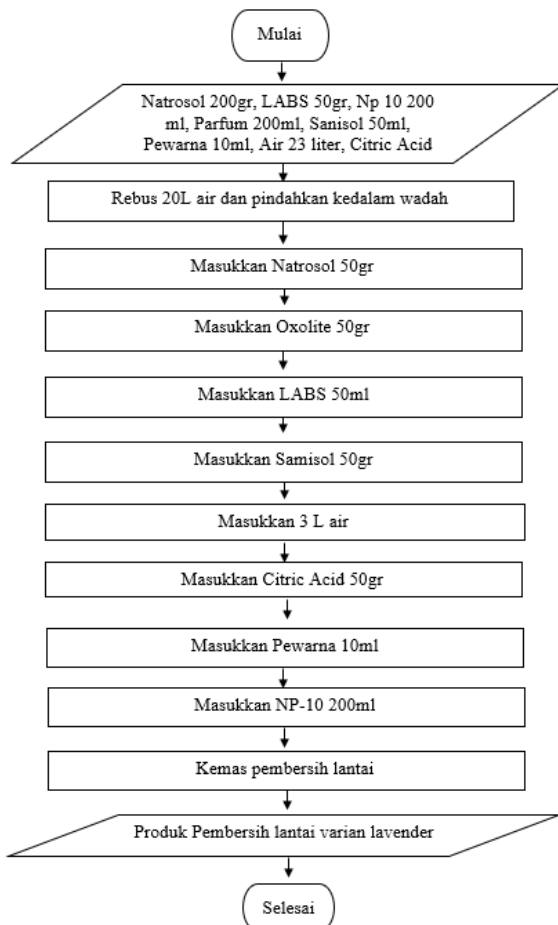 Mulai
Natrosol 200gr, LABS 50gr, Np 10 200
ml, Parfum 200ml, Sanisol 50ml,
Pewarna 10ml, Air 23 liter, Citric Acid
Rebus 20L air dan pindahkan kedalam wadah
Masukkan Natrosol 50gr
Masukkan Oxolite 50gr
Masukkan LABS 50ml
Masukkan Samisol 50gr
Masukkan 3 L air
Masukkan Citric Acid 50gr
Masukkan Pewarna 10ml
Masukkan NP-10 200ml
Kemas pembersih lantai
Produk Pembersih lantai varian lavender
Selesai